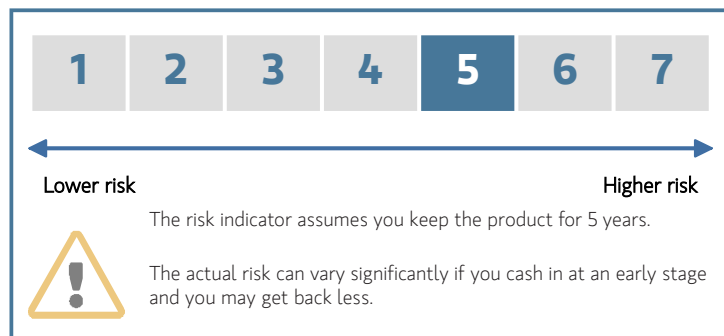 1 2 3 4 5 6 7
Lower risk Higher risk
The risk indicator assumes you keep the product for 5 years.
The actual risk can vary significantly if you cash in at an early stage
and you may get back less.